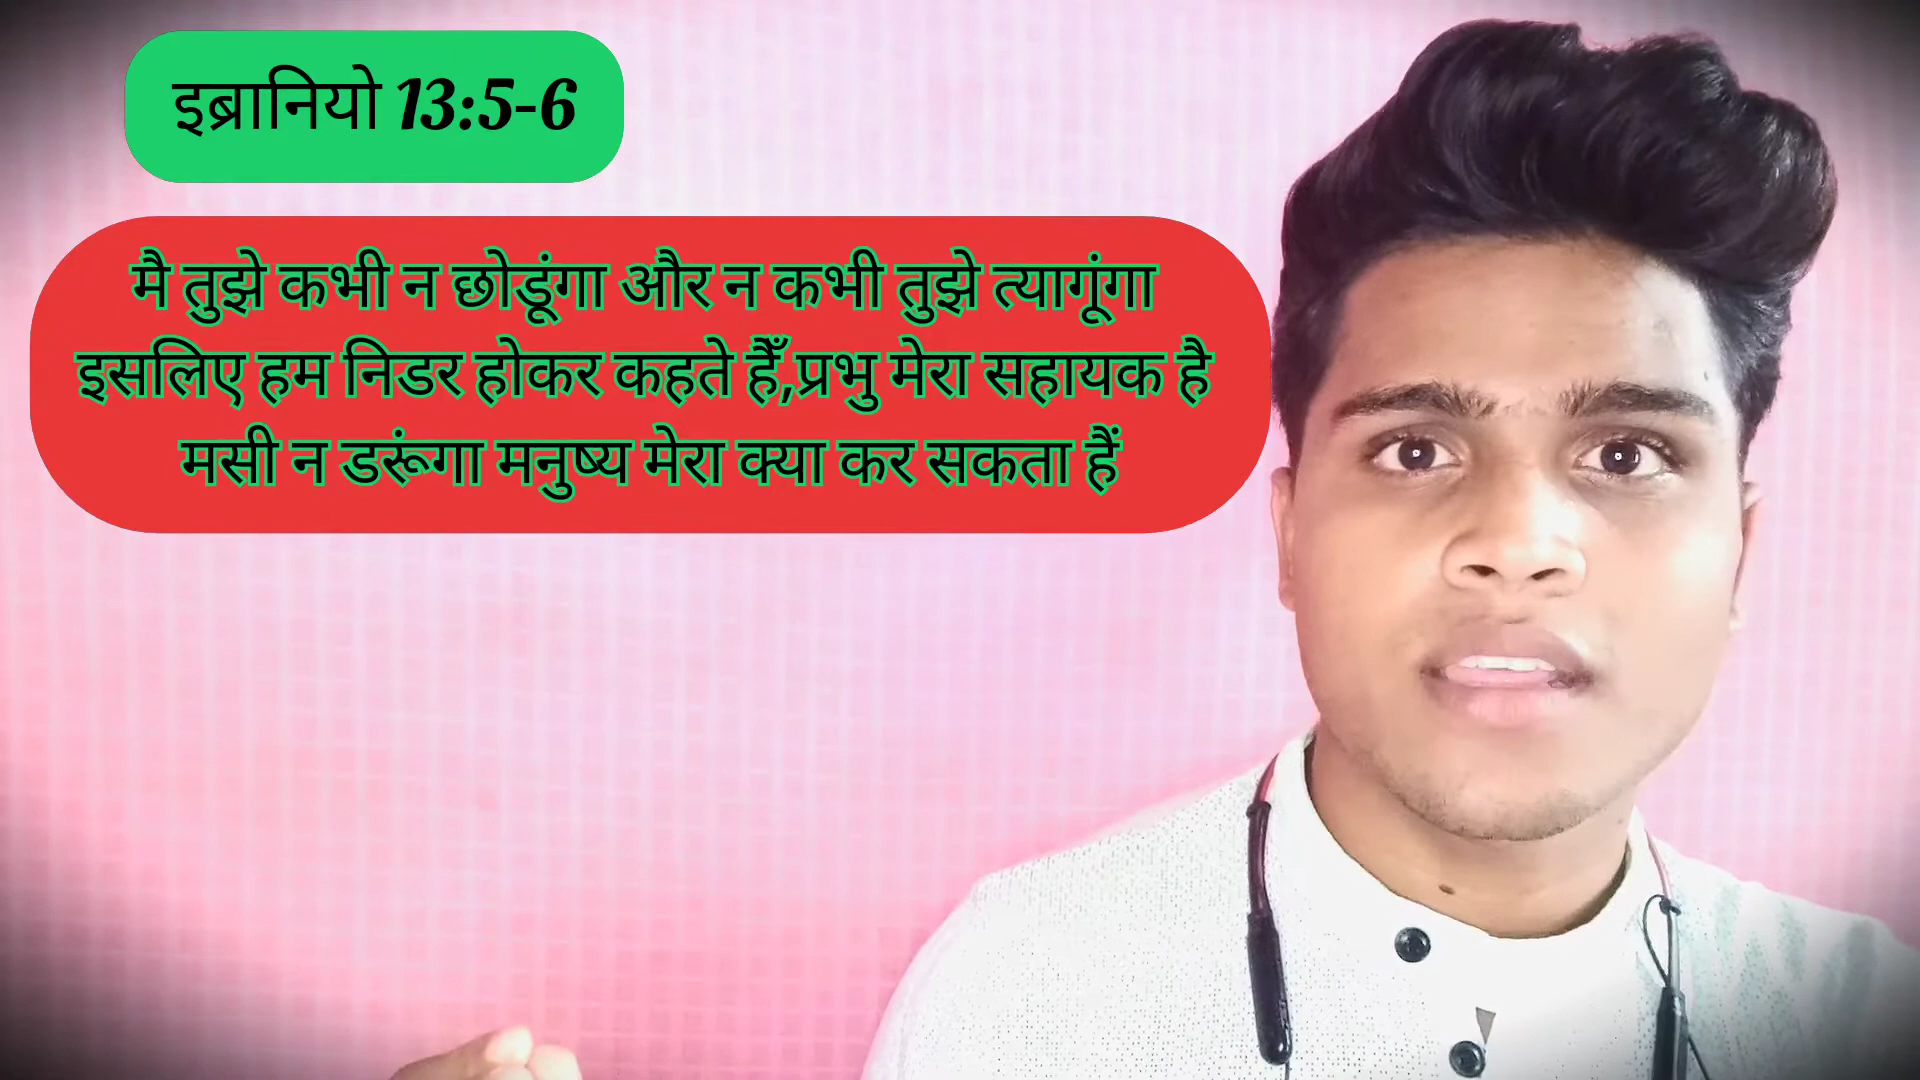 इब्रानियो 13:5-6
मै तुझे कभी न छोडूंगा और न कभी तुझे त्यागूंगा
इसलिए हम निडर होकर कहते हैँ,प्रभु मेरा सहायक है
मसी न डरूंगा मनुष्य मेरा क्या कर सकता हैं